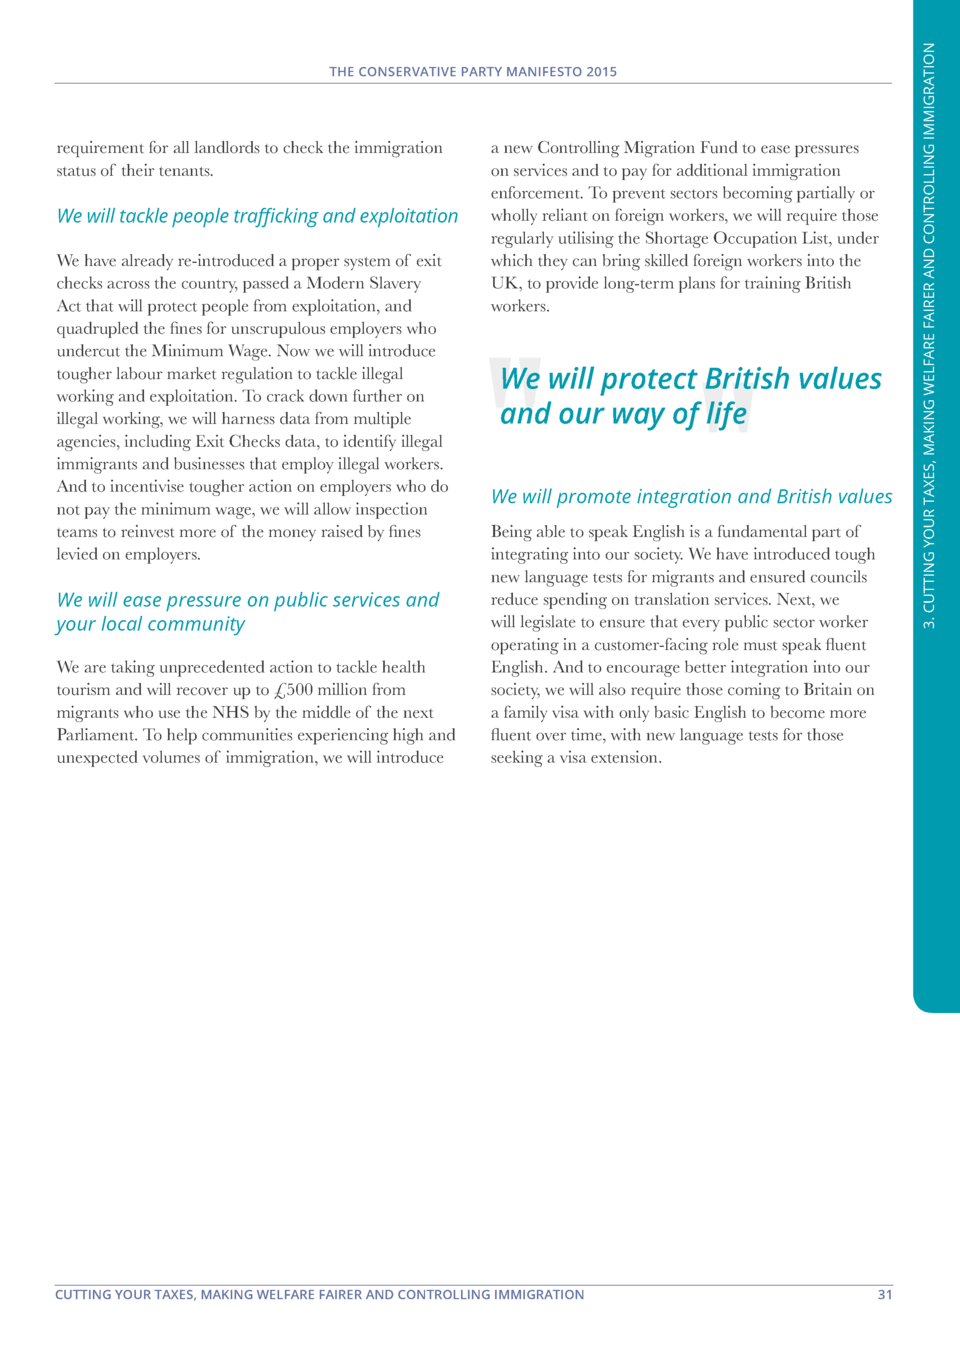 THE CONSERVATIVE PARTY MANIFESTO 2015
requirement for all landlords to check the immigration
status of their tenants.
We will tackle people trafficking and exploitation
We have already re-introduced a proper system of exit
checks across the country, passed a Modern Slavery
Act that will protect people from exploitation, and
quadrupled the fines for unscrupulous employers who
undercut the Minimum Wage. Now we will introduce
tougher labour market regulation to tackle illegal
working and exploitation. To crack down further on
illegal working, we will harness data from multiple
agencies, including Exit Checks data, to identify illegal
immigrants and businesses that employ illegal workers.
And to incentivise tougher action on employers who do
not pay the minimum wage, we will allow inspection
teams to reinvest more of the money raised by fines
levied on employers.
We will ease pressure on public services and
your local community
We are taking unprecedented action to tackle health
tourism and will recover up to £500 million from
migrants who use the NHS by the middle of the next
Parliament. To help communities experiencing high and
unexpected volumes of immigration, we will introduce
a new Controlling Migration Fund to ease pressures
on services and to pay for additional immigration
enforcement. To prevent sectors becoming partially or
wholly reliant on foreign workers, we will require those
regularly utilising the Shortage Occupation List, under
which they can bring skilled foreign workers into the
UK, to provide long-term plans for training British
workers.
"We will protect British values
and our way of life"
We will promote integration and British values
Being able to speak English is a fundamental part of
integrating into our society. We have introduced tough
new language tests for migrants and ensured councils
reduce spending on translation services. Next, we
will legislate to ensure that every public sector worker
operating in a customer-facing role must speak fluent
English. And to encourage better integration into our
society, we will also require those coming to Britain on
a family visa with only basic English to become more
fluent over time, with new language tests for those
seeking a visa extension.
3. CUTTING YOUR TAXES, MAKING WELFARE FAIRER AND CONTROLLING IMMIGRATION
CUTTING YOUR TAXES, MAKING WELFARE FAIRER AND CONTROLLING IMMIGRATION 31